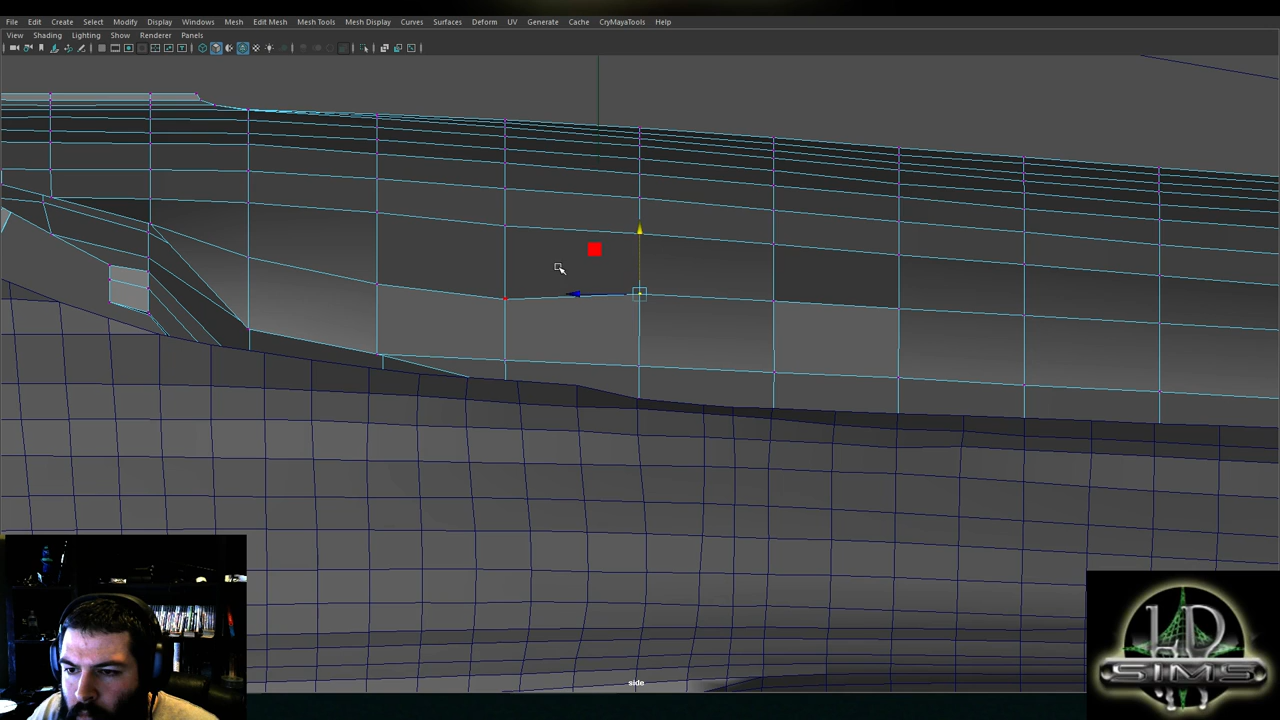 File Edit Create Select Modify Display Windows Mesh Edit Mesh Mesh Tools Mesh Display Curves Surfaces Deform UV Generate Cache CryMayaTools Help
View Shading Lighting Show Renderer Panels
side
SIMS